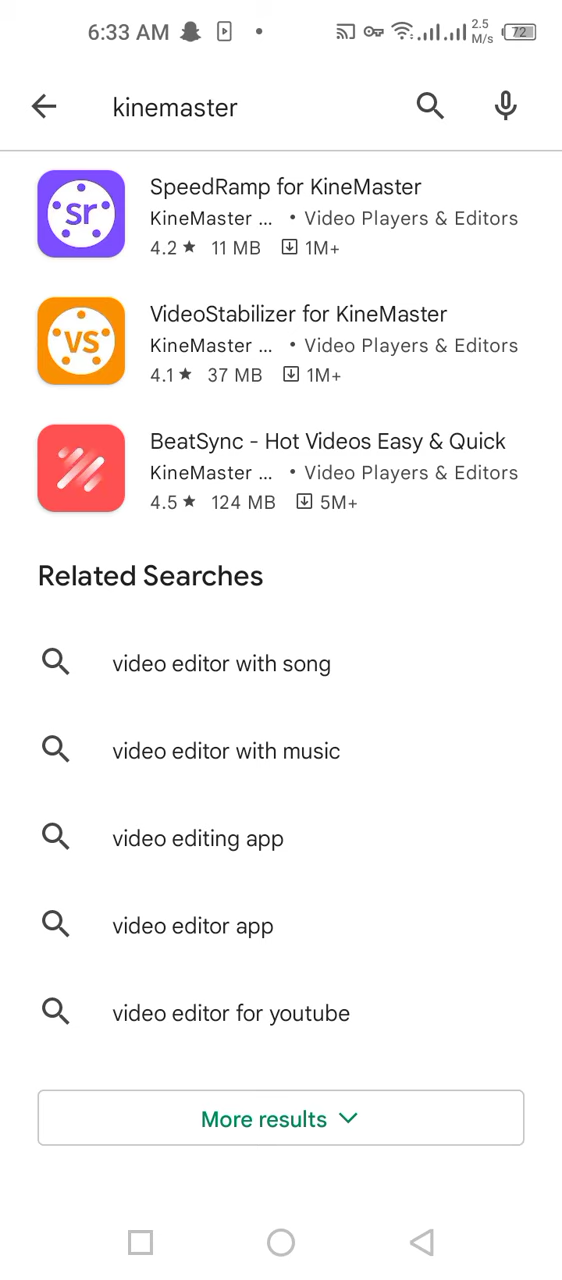 6:33 AM
2.5
M/s
72
kinemaster
sr
SpeedRamp for KineMaster
KineMaster ... • Video Players & Editors
4.2 ★ 11 MB 1M+
VS
VideoStabilizer for KineMaster
KineMaster ... • Video Players & Editors
4.1 ★ 37 MB 1M+
BeatSync - Hot Videos Easy & Quick
KineMaster ... • Video Players & Editors
4.5 ★ 124 MB 5M+
Related Searches
video editor with song
video editor with music
video editing app
video editor app
video editor for youtube
More results